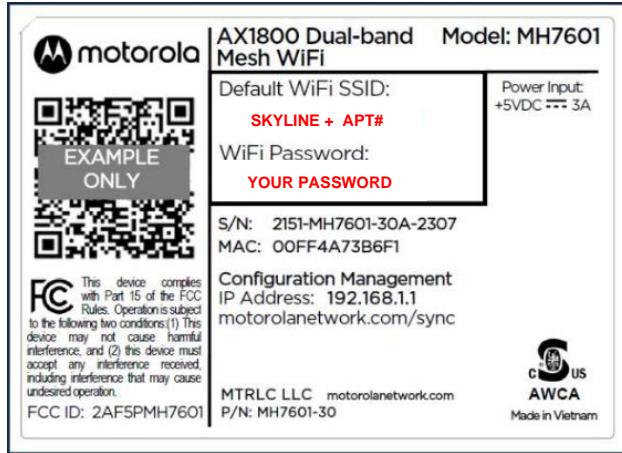 motorola
AX1800 Dual-band Model: MH7601
Mesh WiFi
Default WiFi SSID:
SKYLINE + APT#
WiFi Password:
YOUR PASSWORD
Power Input:
+5VDC ⎓ 3A
EXAMPLE
ONLY
S/N: 2151-MH7601-30A-2307
MAC: 00FF4A73B6F1
Configuration Management
IP Address: 192.168.1.1
motorolanetwork.com/sync
FC
This device complies
with Part 15 of the FCC
Rules. Operation is subject
to the following two conditions:(1) This
device may not cause harmful
interference, and (2) this device must
accept any interference received,
including interference that may cause
undesired operation.
FCC ID: 2AF5PMH7601
MTRLC LLC motorolanetwork.com
P/N: MH7601-30
C US
AWCA
Made in Vietnam